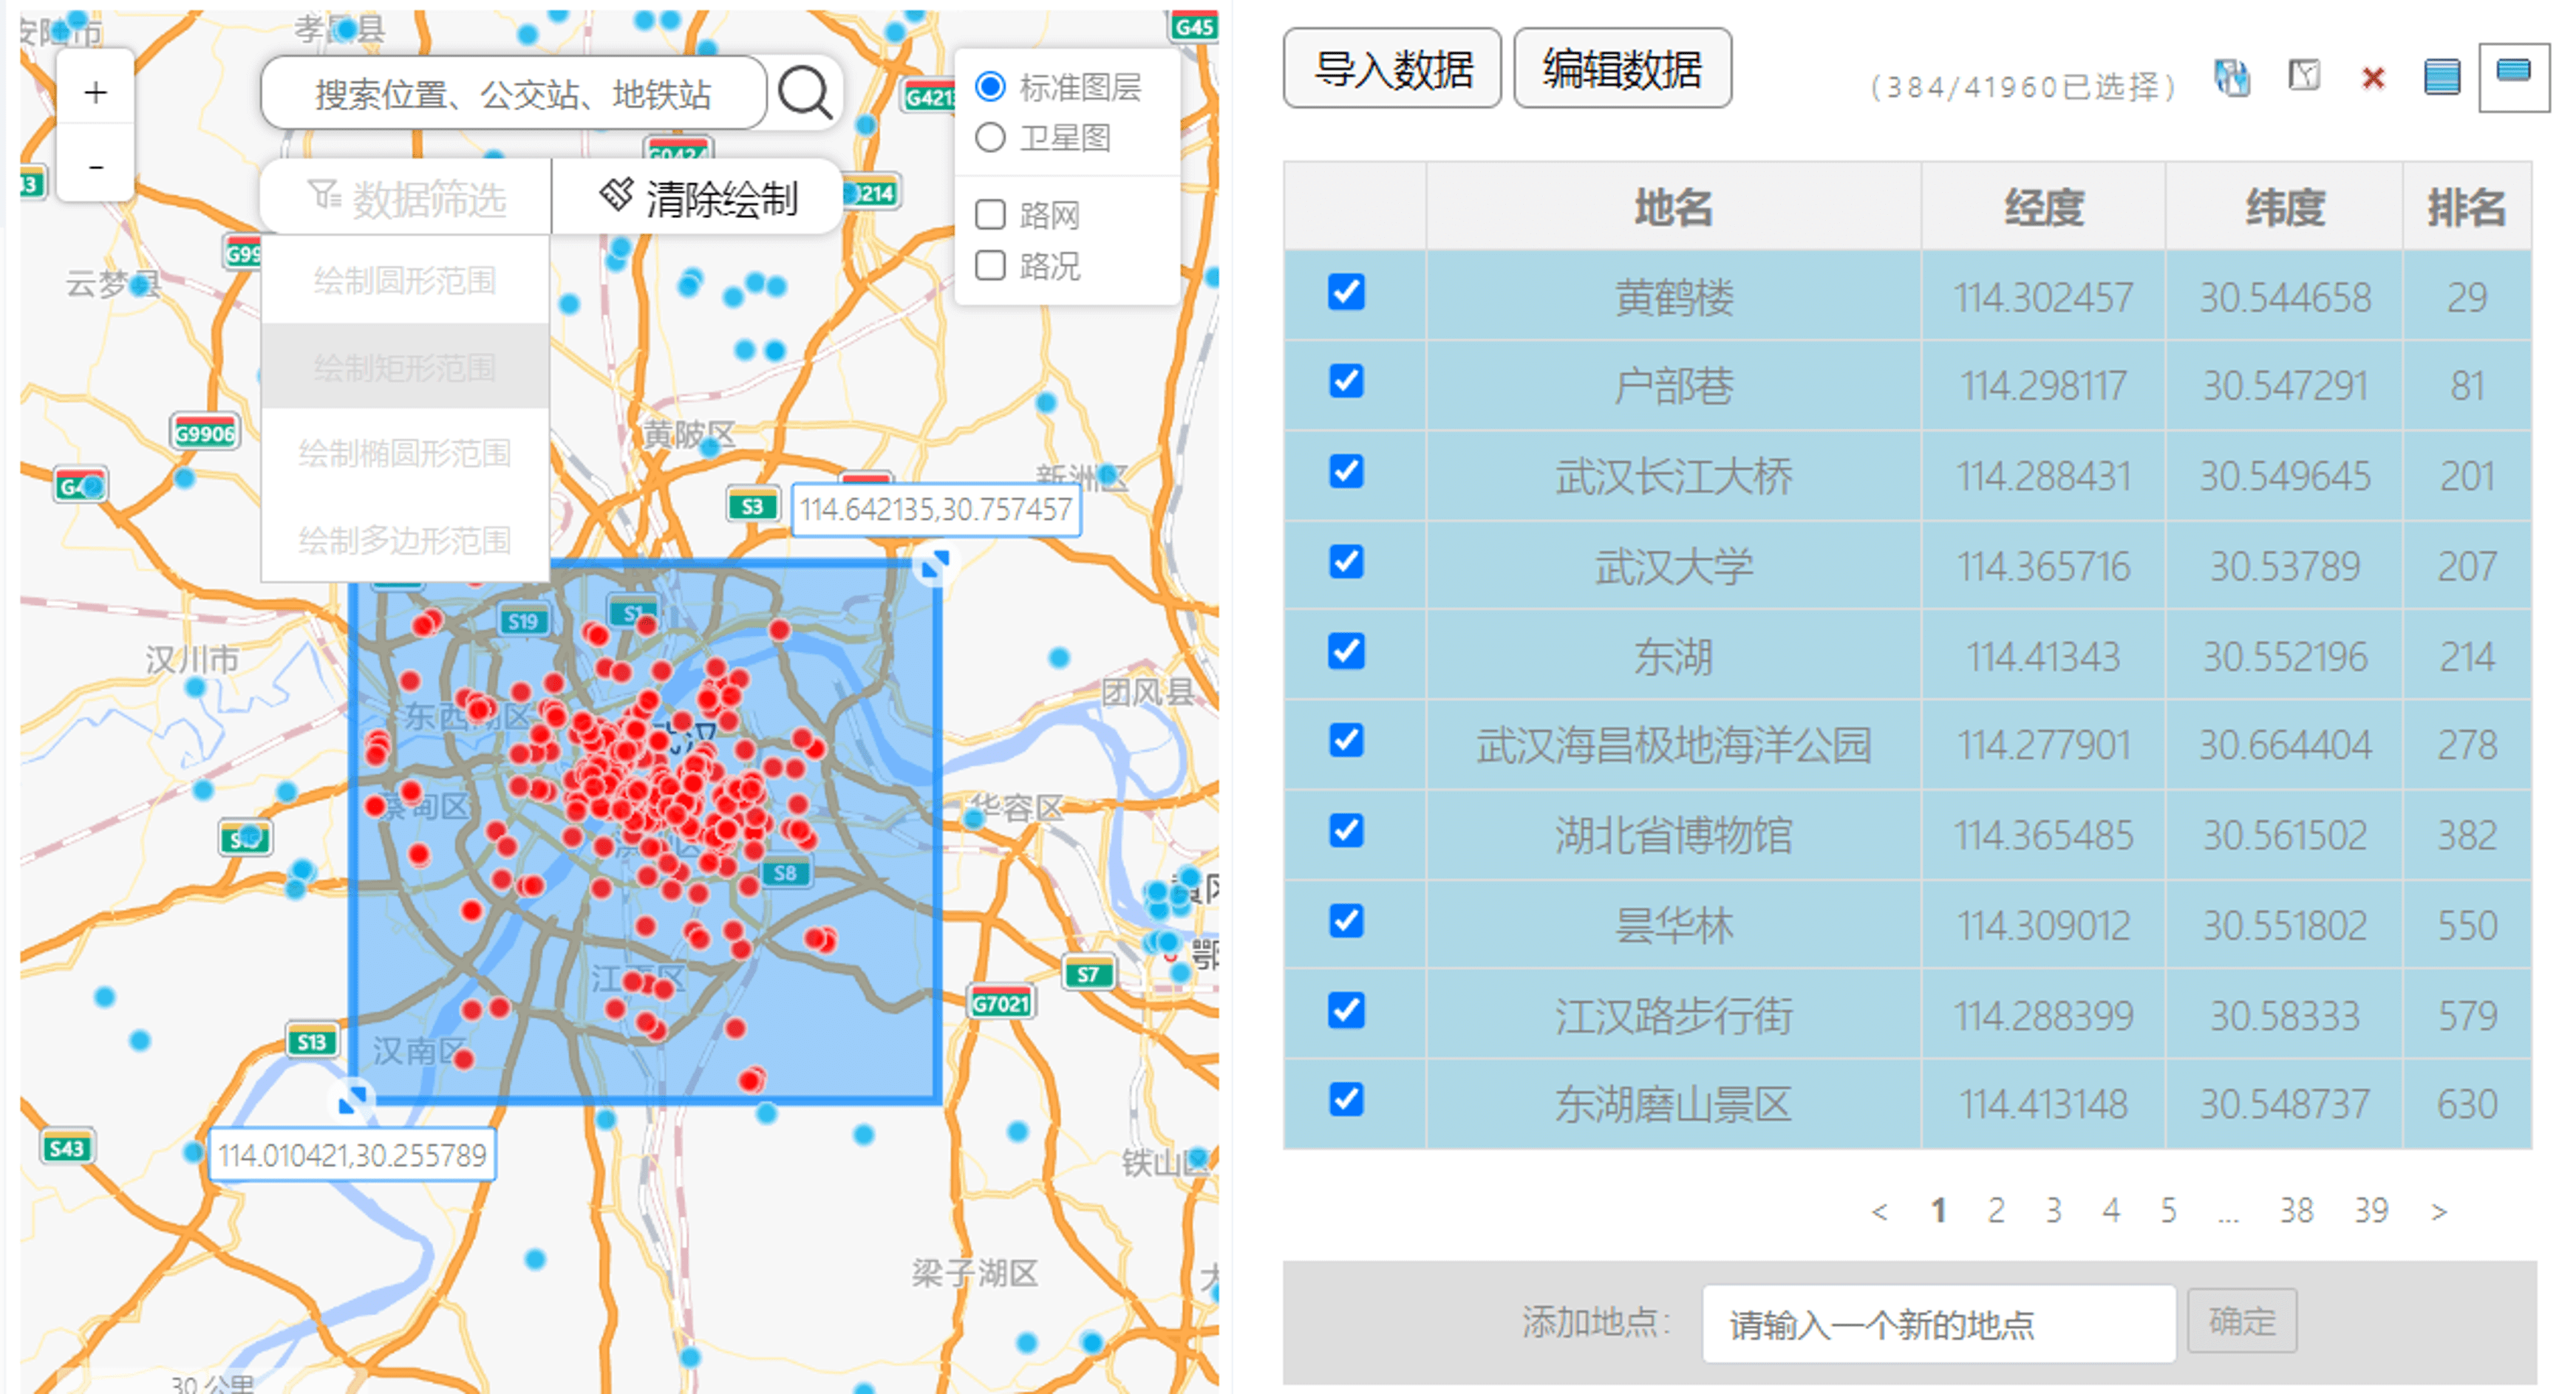 安陆市
孝昌县
G45
+
-
搜索位置、公交站、地铁站
G421
标准图层
卫星图
路网
路况
G0424
数据筛选
清除绘制
绘制圆形范围
绘制矩形范围
绘制椭圆形范围
绘制多边形范围
云梦县
G9906
黄陂区
新洲区
S3
114.642135,30.757457
S19
S1
汉川市
东西湖区
武汉
团风县
蔡甸区
华容区
S8
江夏区
S7
G7021
S13
汉南区
114.010421,30.255789
S43
铁山区
梁子湖区
30 公里
导入数据
编辑数据
(384/41960已选择)
地名 经度 纬度 排名
黄鹤楼 114.302457 30.544658 29
户部巷 114.298117 30.547291 81
武汉长江大桥 114.288431 30.549645 201
武汉大学 114.365716 30.53789 207
东湖 114.41343 30.552196 214
武汉海昌极地海洋公园 114.277901 30.664404 278
湖北省博物馆 114.365485 30.561502 382
昙华林 114.309012 30.551802 550
江汉路步行街 114.288399 30.58333 579
东湖磨山景区 114.413148 30.548737 630
< 1 2 3 4 5 ... 38 39 >
添加地点: 请输入一个新的地点 确定